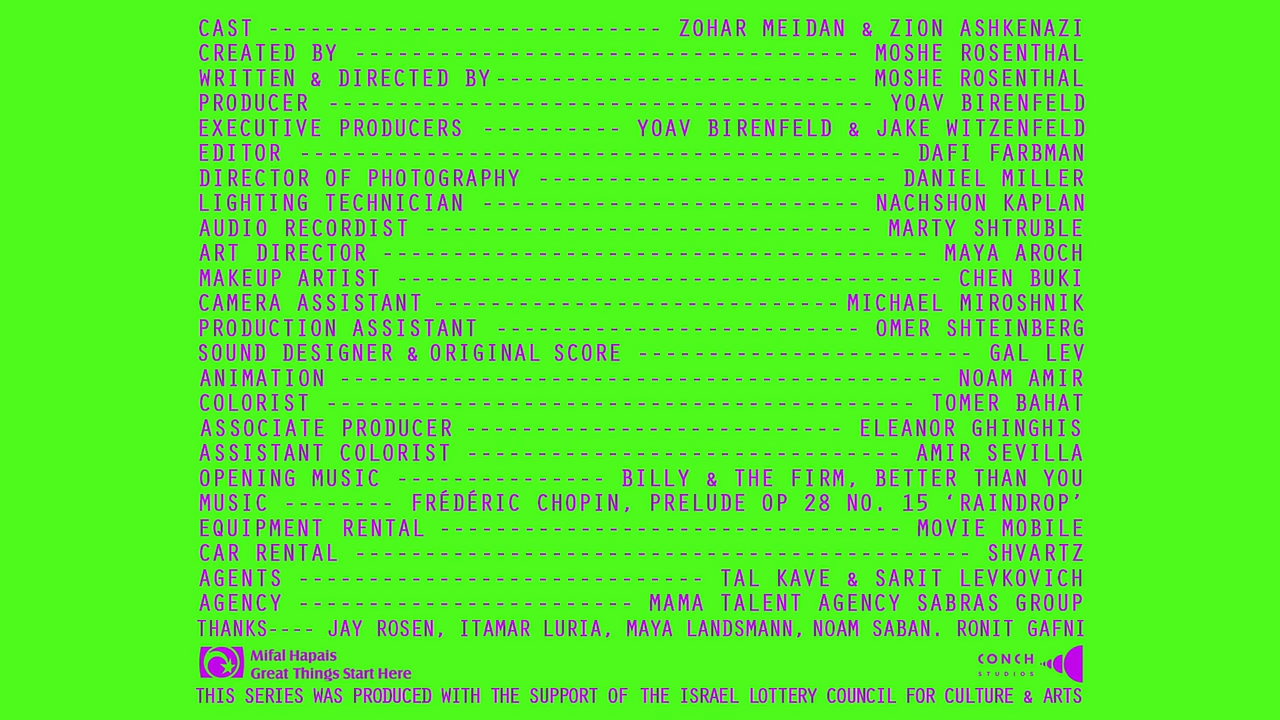 CAST ---------------------------- ZOHAR MEIDAN & ZION ASHKENAZI
CREATED BY ------------------------------------ MOSHE ROSENTHAL
WRITTEN & DIRECTED BY-------------------------- MOSHE ROSENTHAL
PRODUCER --------------------------------------- YOAV BIRENFELD
EXECUTIVE PRODUCERS ---------- YOAV BIRENFELD & JAKE WITZENFELD
EDITOR ------------------------------------------- DAFI FARBMAN
DIRECTOR OF PHOTOGRAPHY ------------------------- DANIEL MILLER
LIGHTING TECHNICIAN --------------------------- NACHSHON KAPLAN
AUDIO RECORDIST -------------------------------- MARTY SHTRUBLE
ART DIRECTOR --------------------------------------- MAYA AROCH
MAKEUP ARTIST --------------------------------------- CHEN BUKI
CAMERA ASSISTANT ----------------------------- MICHAEL MIROSHNIK
PRODUCTION ASSISTANT -------------------------- OMER SHTEINBERG
SOUND DESIGNER & ORIGINAL SCORE ------------------------ GAL LEV
ANIMATION ------------------------------------------- NOAM AMIR
COLORIST ------------------------------------------ TOMER BAHAT
ASSOCIATE PRODUCER --------------------------- ELEANOR GHINGHIS
ASSISTANT COLORIST ------------------------------- AMIR SEVILLA
OPENING MUSIC --------------- BILLY & THE FIRM, BETTER THAN YOU
MUSIC -------- FRÉDÉRIC CHOPIN, PRELUDE OP 28 NO. 15 ‘RAINDROP’
EQUIPMENT RENTAL --------------------------------- MOVIE MOBILE
CAR RENTAL -------------------------------------------- SHVARTZ
AGENTS ----------------------------- TAL KAVE & SARIT LEVKOVICH
AGENCY ------------------------ MAMA TALENT AGENCY SABRAS GROUP
THANKS---- JAY ROSEN, ITAMAR LURIA, MAYA LANDSMANN, NOAM SABAN. RONIT GAFNI
Mifal Hapais
Great Things Start Here
CONCH
STUDIOS
THIS SERIES WAS PRODUCED WITH THE SUPPORT OF THE ISRAEL LOTTERY COUNCIL FOR CULTURE & ARTS